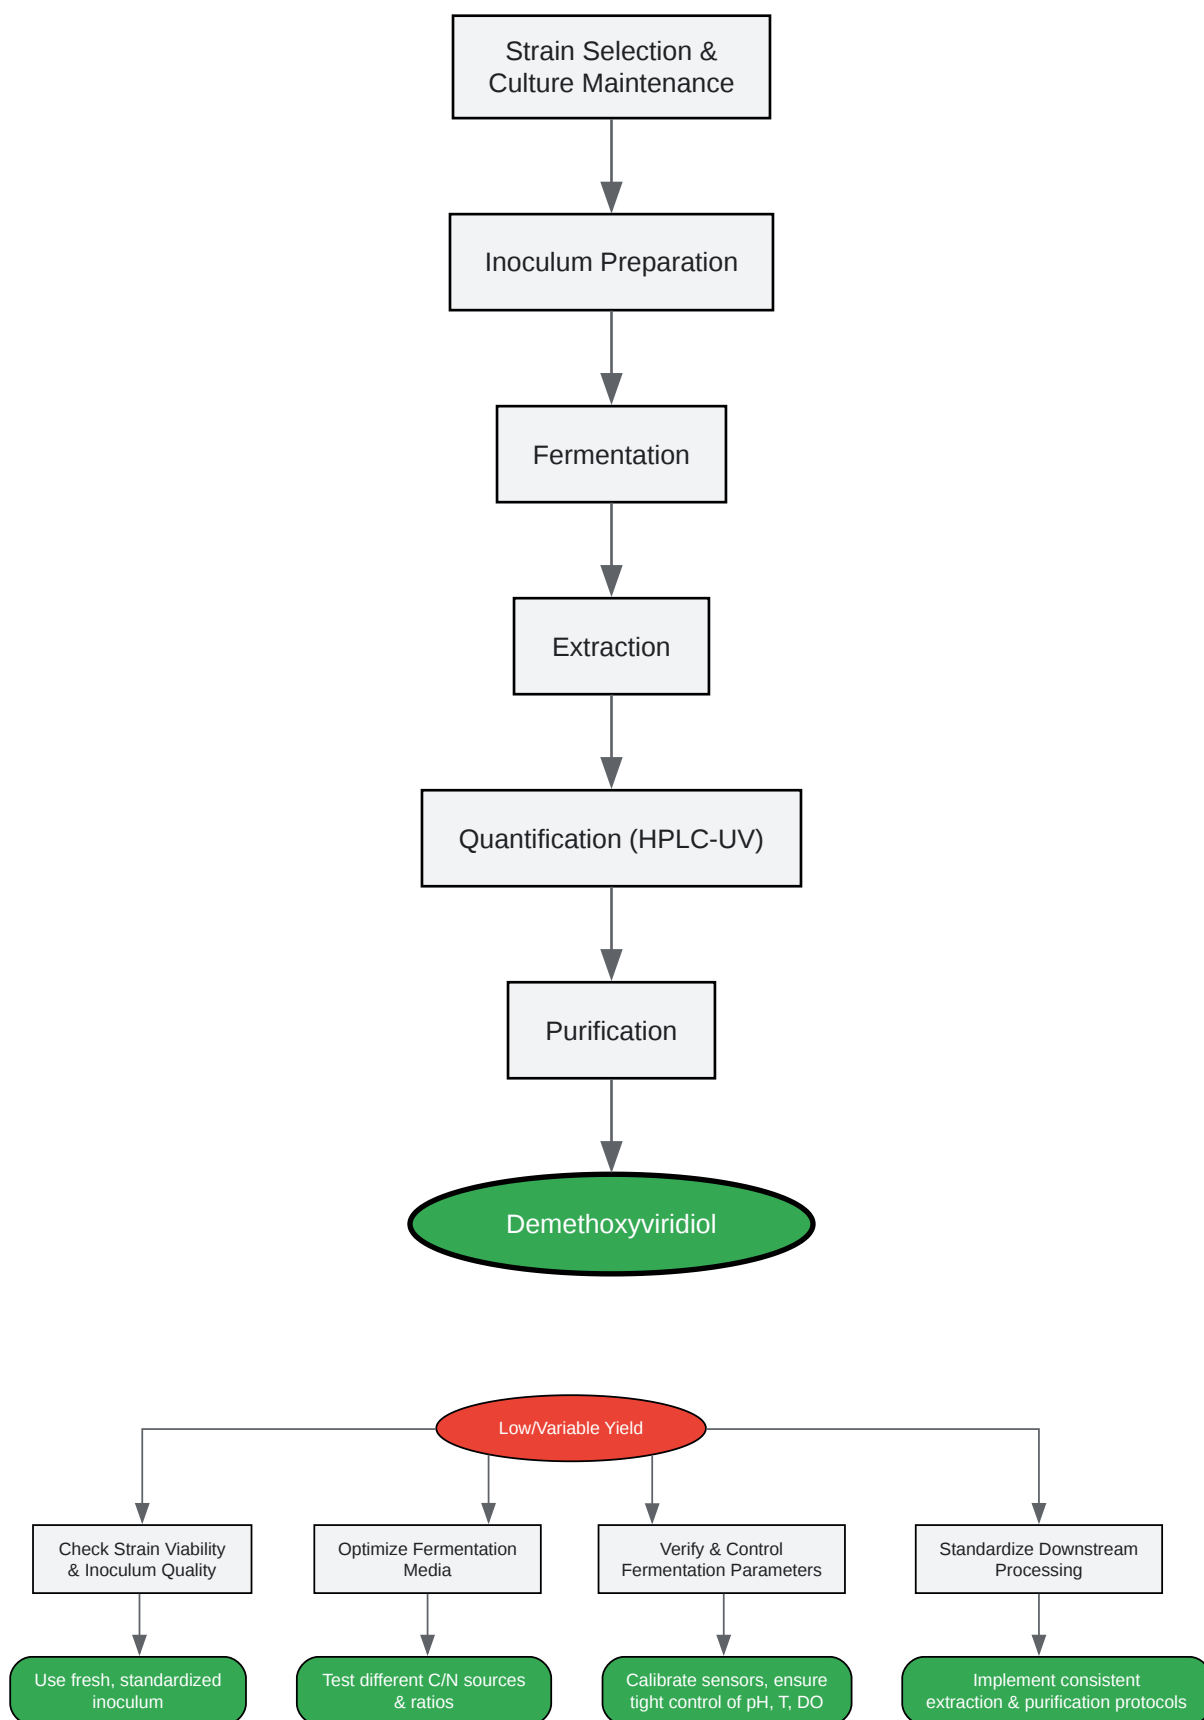 Strain Selection &
Culture Maintenance
Inoculum Preparation
Fermentation
Extraction
Quantification (HPLC-UV)
Purification
Demethoxyviridiol
Low/Variable Yield
Check Strain Viability
& Inoculum Quality
Optimize Fermentation
Media
Verify & Control
Fermentation Parameters
Standardize Downstream
Processing
Use fresh, standardized
inoculum
Test different C/N sources
& ratios
Calibrate sensors, ensure
tight control of pH, T, DO
Implement consistent
extraction & purification protocols